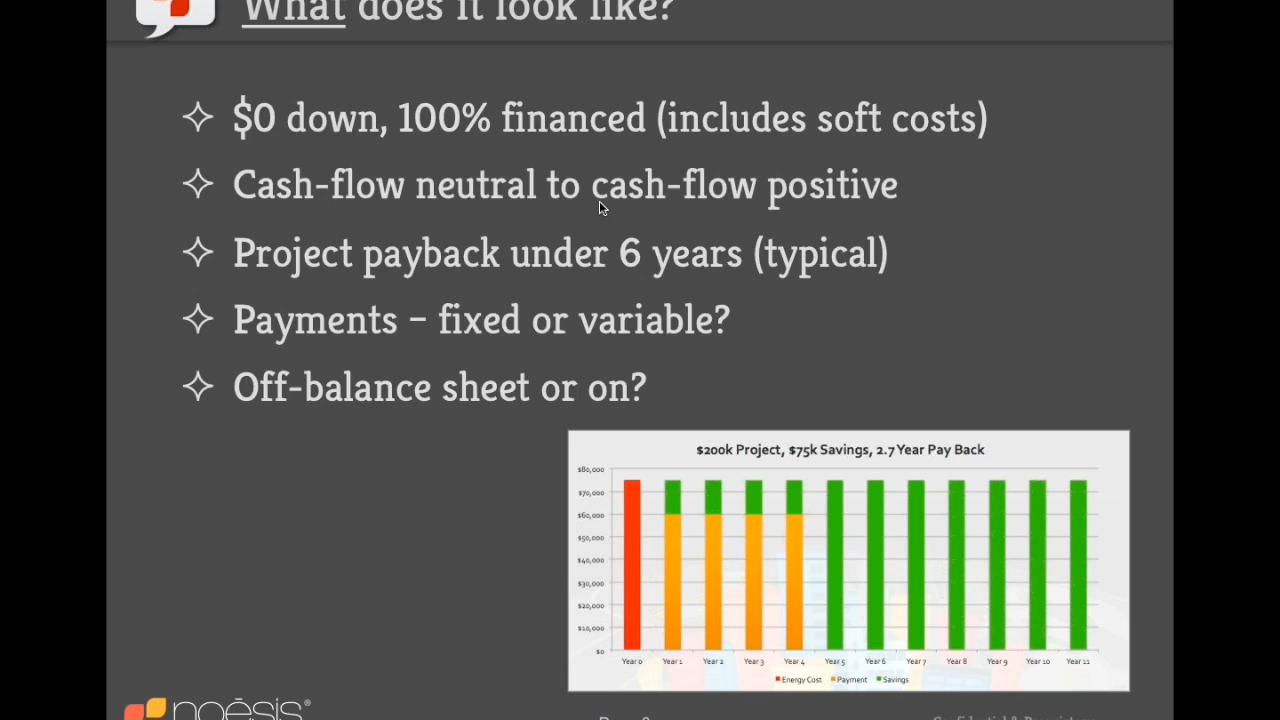 What does it look like?
$0 down, 100% financed (includes soft costs)
Cash-flow neutral to cash-flow positive
Project payback under 6 years (typical)
Payments – fixed or variable?
Off-balance sheet or on?
$200k Project, $75k Savings, 2.7 Year Pay Back
$80,000
$70,000
$60,000
$50,000
$40,000
$30,000
$20,000
$10,000
$0
Year 0 Year 1 Year 2 Year 3 Year 4 Year 5 Year 6 Year 7 Year 8 Year 9 Year 10 Year 11
Energy Cost Payment Savings
noēsis®